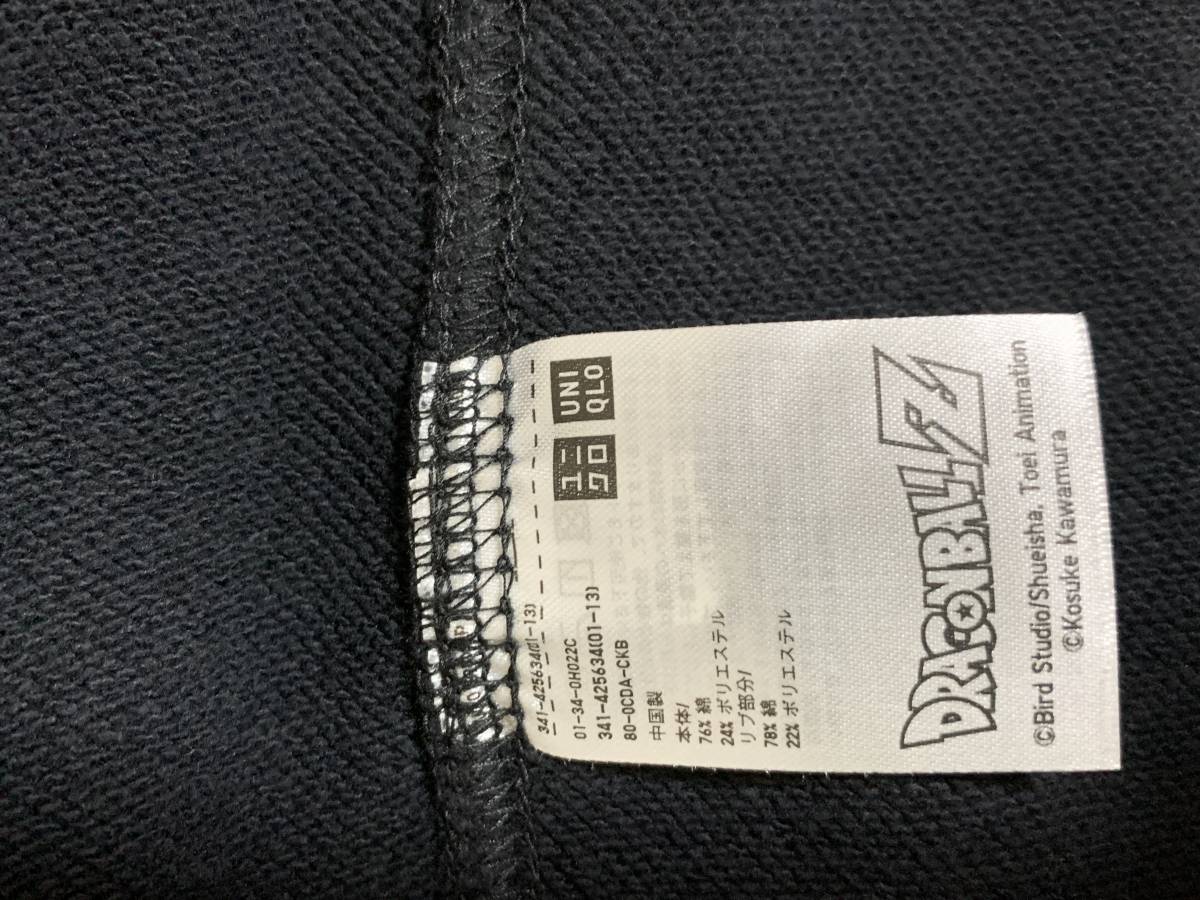 341-425634(01-13)
ユニ
クロ
UNI
QLO
01-34-0H022C
341-425634(01-13)
80-0CDA-CKB
中国製
本体/
76% 綿
24% ポリエステル
リブ部分/
78% 綿
22% ポリエステル
DRAGONBALL Z
©Bird Studio/Shueisha, Toei Animation
©Kosuke Kawamura